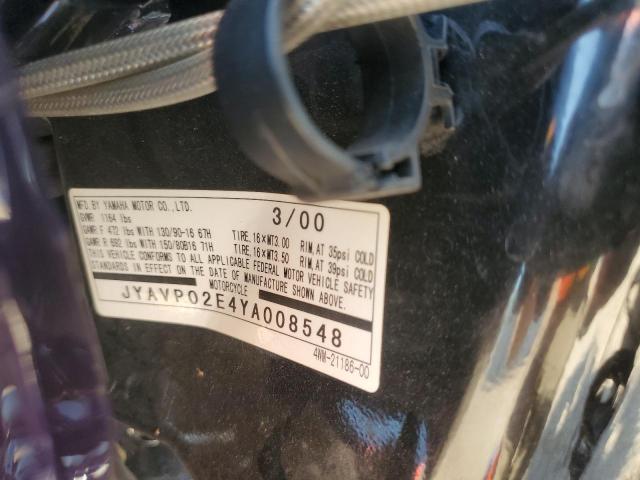 MFD. BY YAMAHA MOTOR CO., LTD. 3/00
GVWR 1164 lbs
GAWR F 472 lbs WITH 130/90-16 67H TIRE, 16×MT3.00 RIM, AT 35psi COLD
GAWR R 692 lbs WITH 150/80B16 71H TIRE, 16×MT3.50 RIM, AT 39psi COLD
THIS VEHICLE CONFORMS TO ALL APPLICABLE FEDERAL MOTOR VEHICLE SAFETY
STANDARDS IN EFFECT ON THE DATE OF MANUFACTURE SHOWN ABOVE.
MOTORCYCLE
JYAVP02E4YA008548
4WM-21186-00